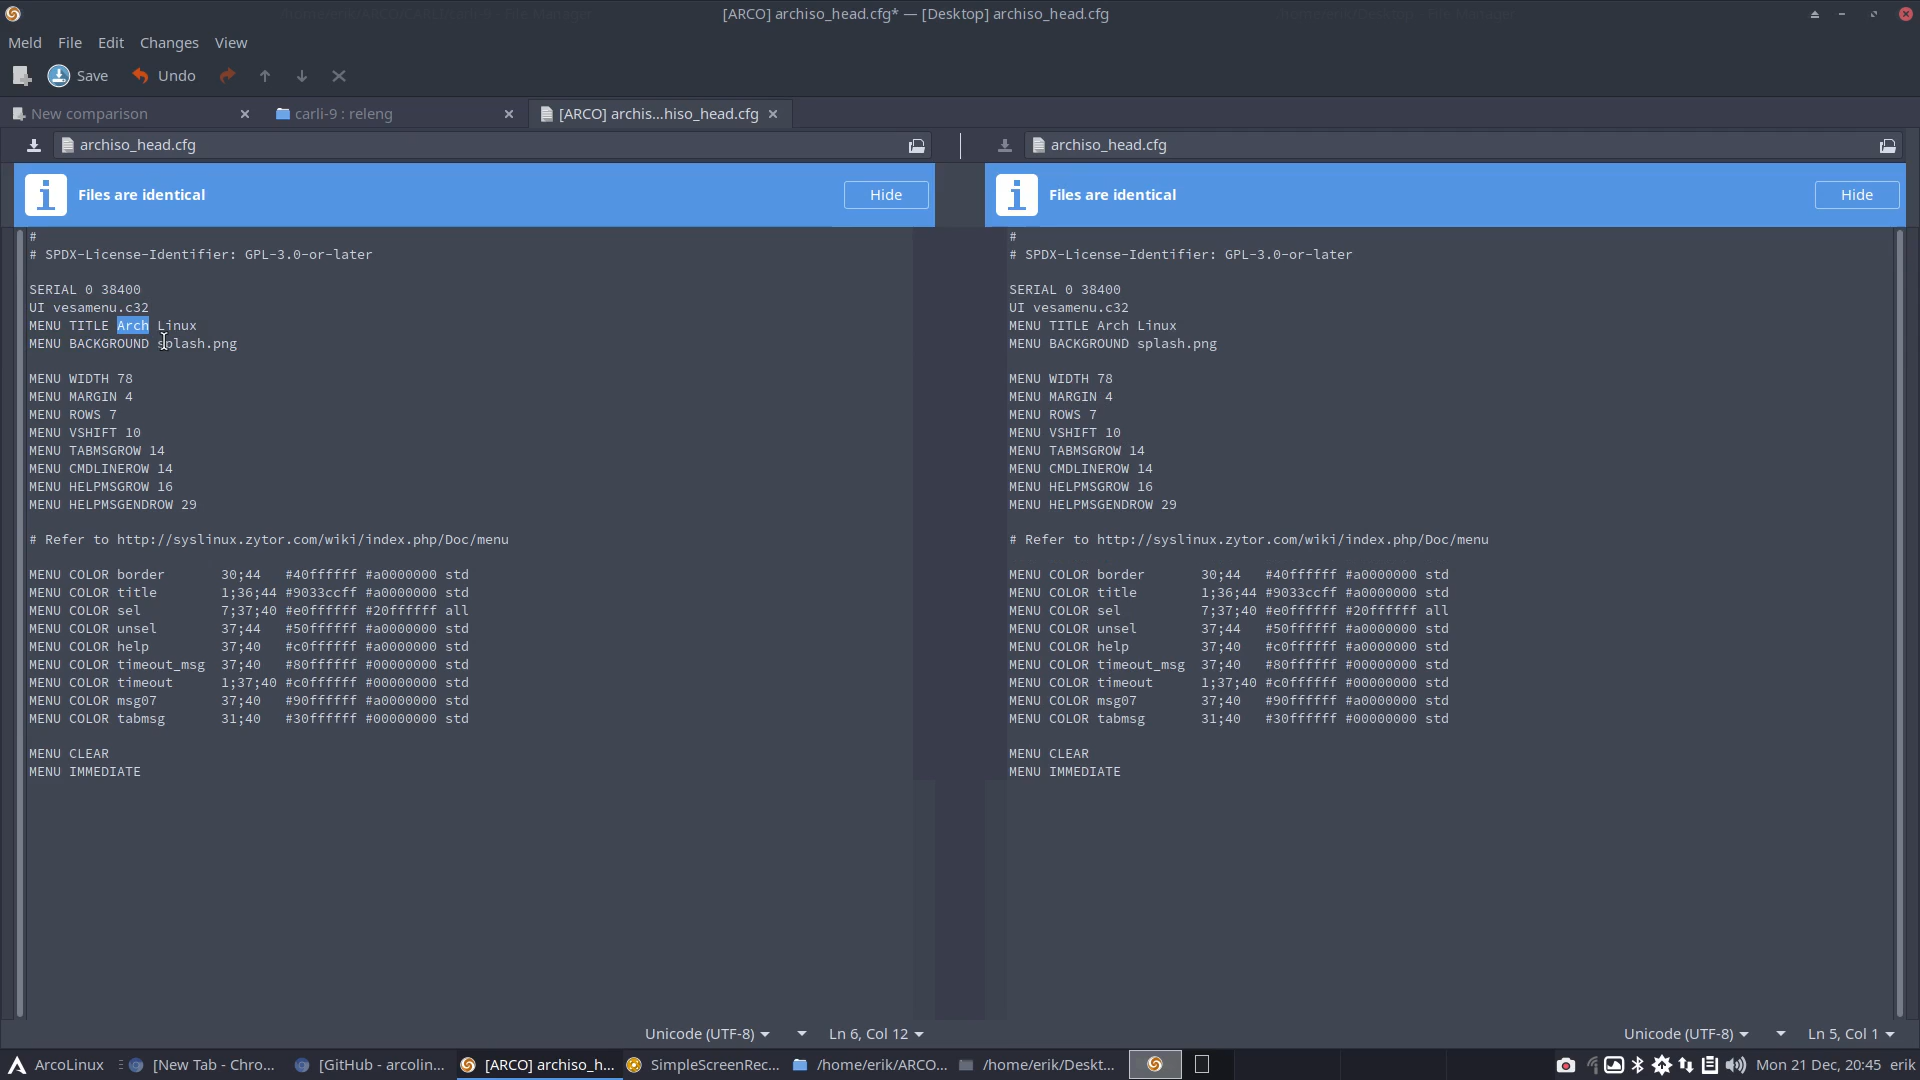 [ARCO] archiso_head.cfg* — [Desktop] archiso_head.cfg
Meld File Edit Changes View
Save Undo
New comparison carli-9 : releng [ARCO] archis...hiso_head.cfg
archiso_head.cfg archiso_head.cfg
Files are identical Hide Files are identical Hide
#
# SPDX-License-Identifier: GPL-3.0-or-later
SERIAL 0 38400
UI vesamenu.c32
MENU TITLE Arch Linux
MENU BACKGROUND splash.png
MENU WIDTH 78
MENU MARGIN 4
MENU ROWS 7
MENU VSHIFT 10
MENU TABMSGROW 14
MENU CMDLINEROW 14
MENU HELPMSGROW 16
MENU HELPMSGENDROW 29
# Refer to http://syslinux.zytor.com/wiki/index.php/Doc/menu
MENU COLOR border 30;44 #40ffffff #a0000000 std
MENU COLOR title 1;36;44 #9033ccff #a0000000 std
MENU COLOR sel 7;37;40 #e0ffffff #20ffffff all
MENU COLOR unsel 37;44 #50ffffff #a0000000 std
MENU COLOR help 37;40 #c0ffffff #a0000000 std
MENU COLOR timeout_msg 37;40 #80ffffff #00000000 std
MENU COLOR timeout 1;37;40 #c0ffffff #00000000 std
MENU COLOR msg07 37;40 #90ffffff #a0000000 std
MENU COLOR tabmsg 31;40 #30ffffff #00000000 std
MENU CLEAR
MENU IMMEDIATE
#
# SPDX-License-Identifier: GPL-3.0-or-later
SERIAL 0 38400
UI vesamenu.c32
MENU TITLE Arch Linux
MENU BACKGROUND splash.png
MENU WIDTH 78
MENU MARGIN 4
MENU ROWS 7
MENU VSHIFT 10
MENU TABMSGROW 14
MENU CMDLINEROW 14
MENU HELPMSGROW 16
MENU HELPMSGENDROW 29
# Refer to http://syslinux.zytor.com/wiki/index.php/Doc/menu
MENU COLOR border 30;44 #40ffffff #a0000000 std
MENU COLOR title 1;36;44 #9033ccff #a0000000 std
MENU COLOR sel 7;37;40 #e0ffffff #20ffffff all
MENU COLOR unsel 37;44 #50ffffff #a0000000 std
MENU COLOR help 37;40 #c0ffffff #a0000000 std
MENU COLOR timeout_msg 37;40 #80ffffff #00000000 std
MENU COLOR timeout 1;37;40 #c0ffffff #00000000 std
MENU COLOR msg07 37;40 #90ffffff #a0000000 std
MENU COLOR tabmsg 31;40 #30ffffff #00000000 std
MENU CLEAR
MENU IMMEDIATE
Unicode (UTF-8) Ln 6, Col 12 Unicode (UTF-8) Ln 5, Col 1
ArcoLinux [New Tab - Chro... [GitHub - arcolin... [ARCO] archiso_h... SimpleScreenRec... /home/erik/ARCO... /home/erik/Deskt... Mon 21 Dec, 20:45 erik